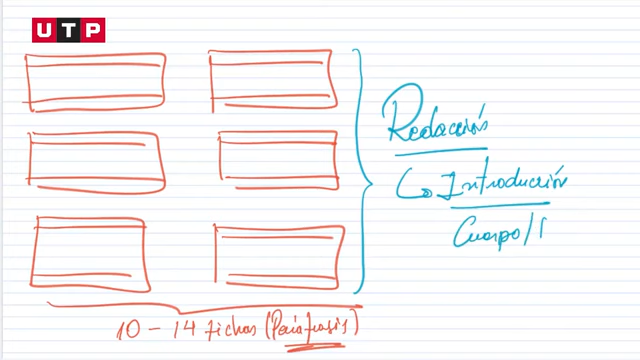 UTP
Redacción
Introducción
Cuerpo/
10 - 14 fichas (Paráfrasis)